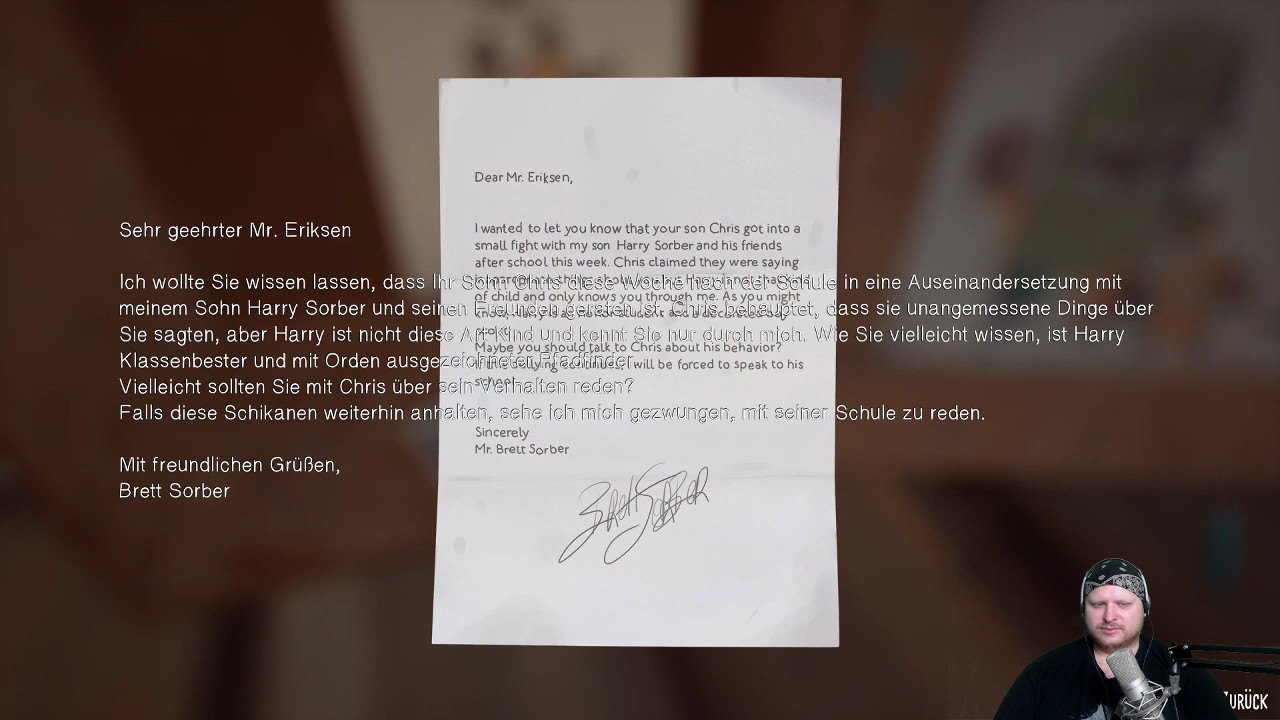 Dear Mr. Eriksen,
I wanted to let you know that your son Chris got into a
small fight with my son Harry Sorber and his friends
after school this week. Chris claimed they were saying
of child and only knows you through me. As you might
Maybe you should talk to Chris about his behavior?
continues, I will be forced to speak to his
Sincerely
Mr. Brett Sorber
Brett Sorber
Sehr geehrter Mr. Eriksen
Ich wollte Sie wissen lassen, dass Ihr Sohn Chris diese Woche nach der Schule in eine Auseinandersetzung mit
meinem Sohn Harry Sorber und seinen Freunden geraten ist. Chris behauptet, dass sie unangemessene Dinge über
Sie sagten, aber Harry ist nicht diese Art Kind und kennt Sie nur durch mich. Wie Sie vielleicht wissen, ist Harry
Klassenbester und mit Orden ausgezeichneter Pfadfinder.
Vielleicht sollten Sie mit Chris über sein Verhalten reden?
Falls diese Schikanen weiterhin anhalten, sehe ich mich gezwungen, mit seiner Schule zu reden.
Mit freundlichen Grüßen,
Brett Sorber
ZURÜCK